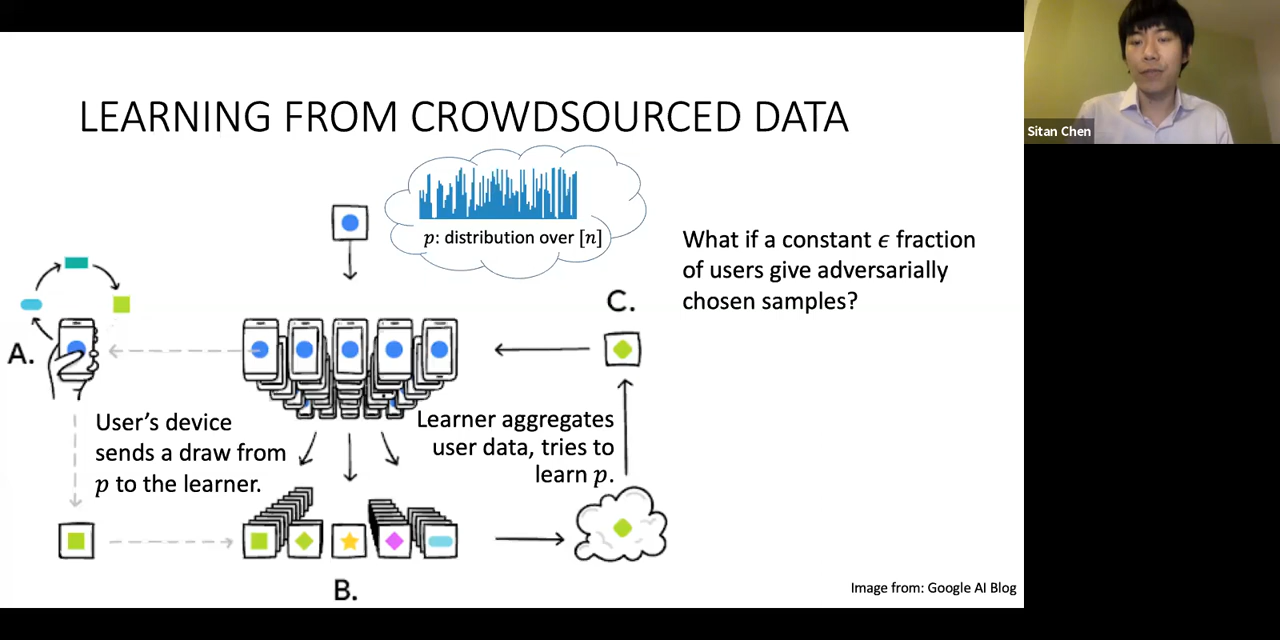 LEARNING FROM CROWDSOURCED DATA
Sitan Chen
p: distribution over [n]
What if a constant ϵ fraction
of users give adversarially
chosen samples?
C.
A.
User's device
sends a draw from
p to the learner.
Learner aggregates
user data, tries to
learn p.
B.
Image from: Google AI Blog